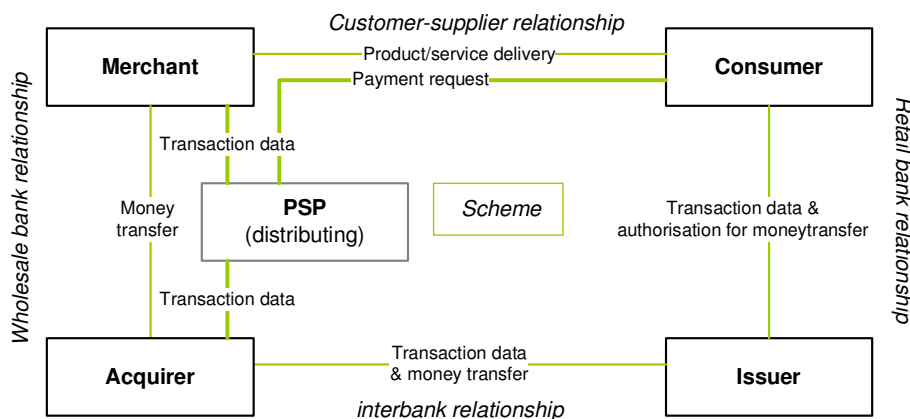 Customer-supplier relationship
Merchant
Product/service delivery
Payment request
Consumer
Wholesale bank relationship
Retail bank relationship
Transaction data
PSP
(distributing)
Scheme
Money
transfer
Transaction data &
authorisation for moneytransfer
Transaction data
Acquirer
Transaction data
& money transfer
Issuer
interbank relationship